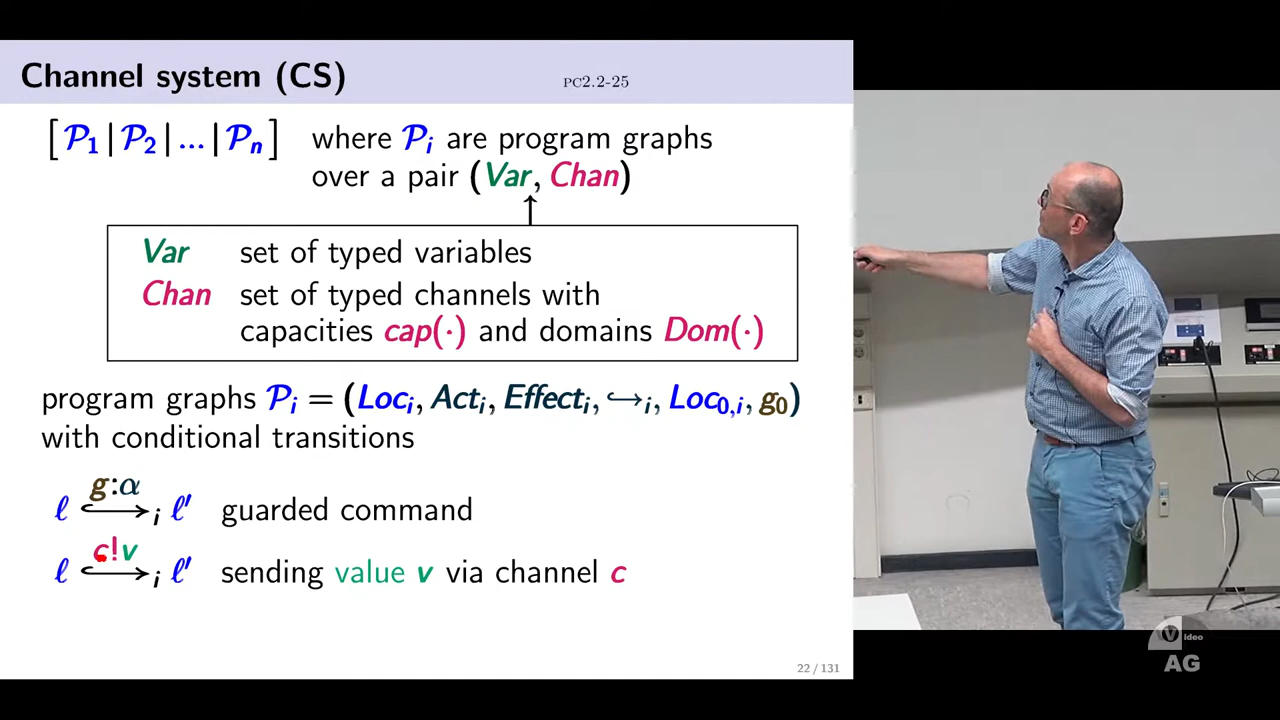 Channel system (CS) PC2.2-25
[𝒫₁ | 𝒫₂ | ... | 𝒫ₙ] where 𝒫ᵢ are program graphs
over a pair (Var, Chan)
Var set of typed variables
Chan set of typed channels with
capacities cap(·) and domains Dom(·)
program graphs 𝒫ᵢ = (Locᵢ, Actᵢ, Effectᵢ, ↪ᵢ, Loc₀,ᵢ, g₀)
with conditional transitions
g:α
ℓ ↪ᵢ ℓ′ guarded command
c!v
ℓ ↪ᵢ ℓ′ sending value v via channel c
22 / 131
Video
AG